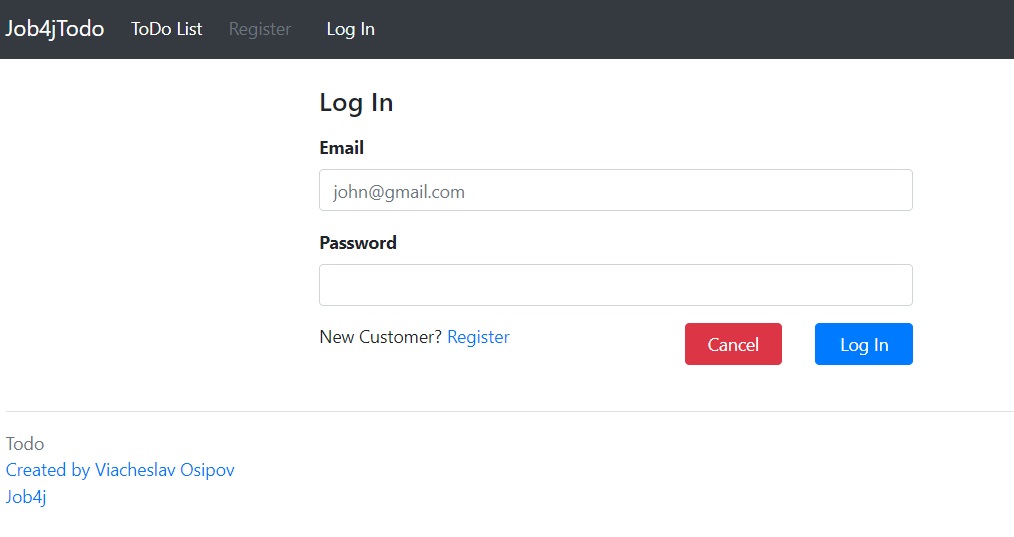 Job4jTodo ToDo List Register Log In
Log In
Email
john@gmail.com
Password
New Customer? Register Cancel Log In
Todo
Created by Viacheslav Osipov
Job4j